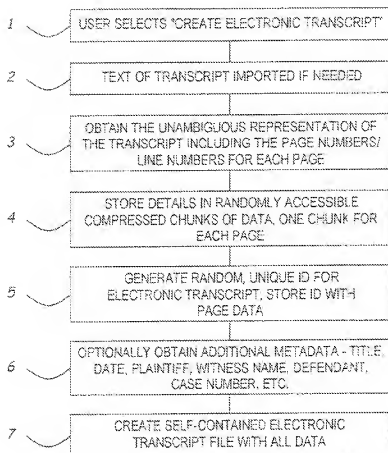 1 USER SELECTS "CREATE ELECTRONIC TRANSCRIPT"
2 TEXT OF TRANSCRIPT IMPORTED IF NEEDED
3 OBTAIN THE UNAMBIGUOUS REPRESENTATION OF
THE TRANSCRIPT INCLUDING THE PAGE NUMBERS/
LINE NUMBERS FOR EACH PAGE
4 STORE DETAILS IN RANDOMLY ACCESSIBLE
COMPRESSED CHUNKS OF DATA, ONE CHUNK FOR
EACH PAGE
5 GENERATE RANDOM, UNIQUE ID FOR
ELECTRONIC TRANSCRIPT, STORE ID WITH
PAGE DATA
6 OPTIONALLY OBTAIN ADDITIONAL METADATA - TITLE,
DATE, PLAINTIFF, WITNESS NAME, DEFENDANT,
CASE NUMBER, ETC.
7 CREATE SELF-CONTAINED ELECTRONIC
TRANSCRIPT FILE WITH ALL DATA